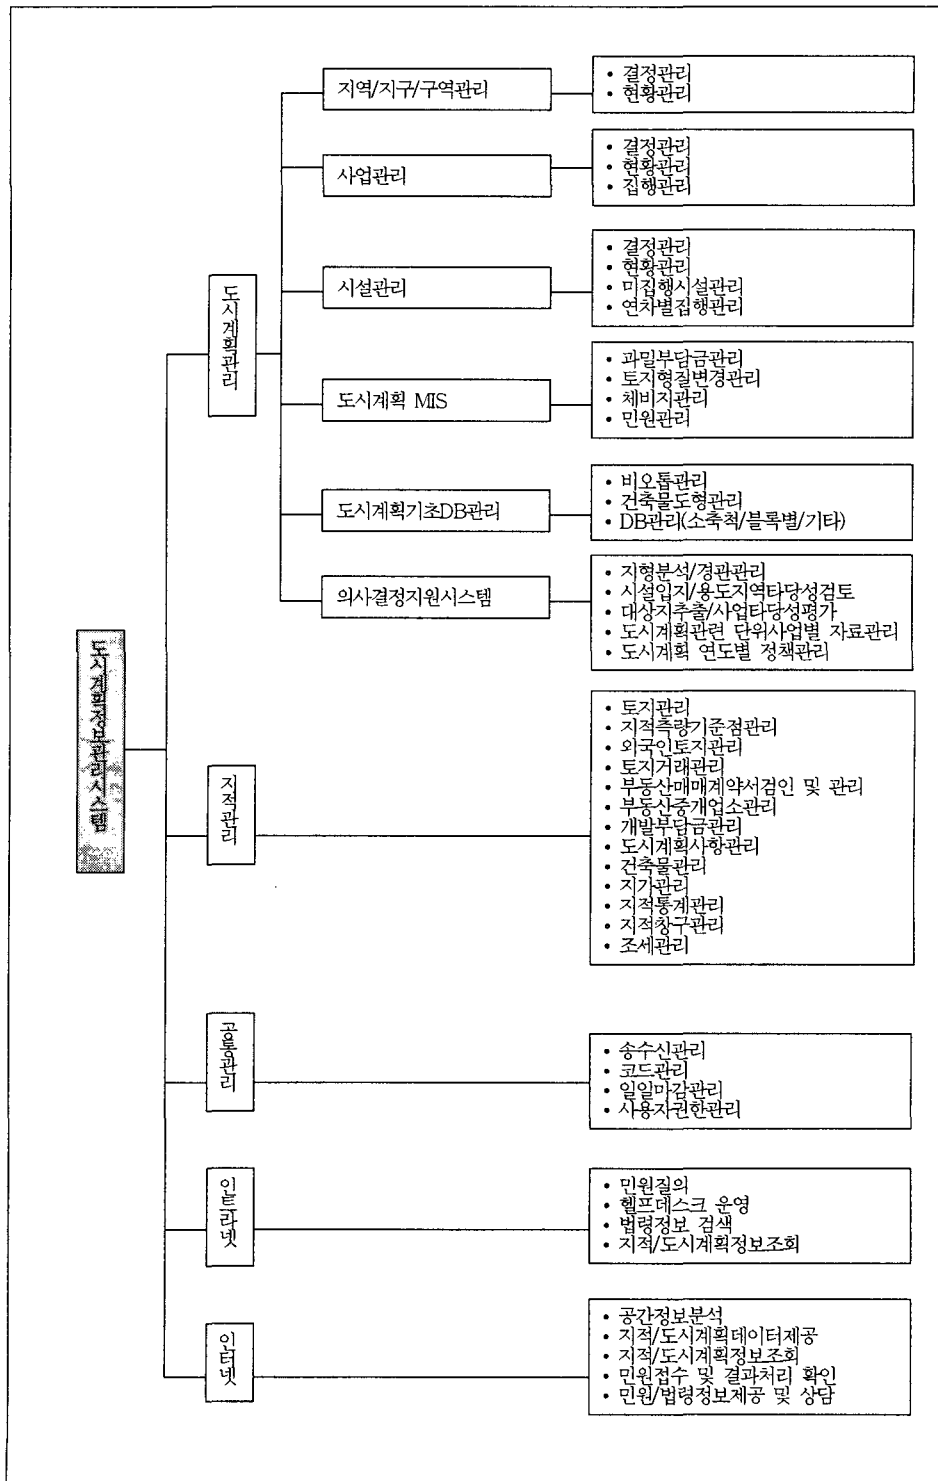 도시계획정보관리시스템
도시계획관리
지역/지구/구역관리
• 결정관리
• 현황관리
사업관리
• 결정관리
• 현황관리
• 집행관리
시설관리
• 결정관리
• 현황관리
• 미집행시설관리
• 연차별집행관리
도시계획 MIS
• 과밀부담금관리
• 토지형질변경관리
• 체비지관리
• 민원관리
도시계획기초DB관리
• 비오톱관리
• 건축물도형관리
• DB관리(소축척/블록별/기타)
의사결정지원시스템
• 지형분석/경관관리
• 시설입지/용도지역타당성검토
• 대상지추출/사업타당성평가
• 도시계획관련 단위사업별 자료관리
• 도시계획 연도별 정책관리
지적관리
• 토지관리
• 지적측량기준점관리
• 외국인토지관리
• 토지거래관리
• 부동산매매계약서검인 및 관리
• 부동산중개업소관리
• 개발부담금관리
• 도시계획사항관리
• 건축물관리
• 지가관리
• 지적통계관리
• 지적창구관리
• 조세관리
공통관리
• 송수신관리
• 코드관리
• 일일마감관리
• 사용자권한관리
인트라넷
• 민원질의
• 헬프데스크 운영
• 법령정보 검색
• 지적/도시계획정보조회
인터넷
• 공간정보분석
• 지적/도시계획데이터제공
• 지적/도시계획정보조회
• 민원접수 및 결과처리 확인
• 민원/법령정보제공 및 상담